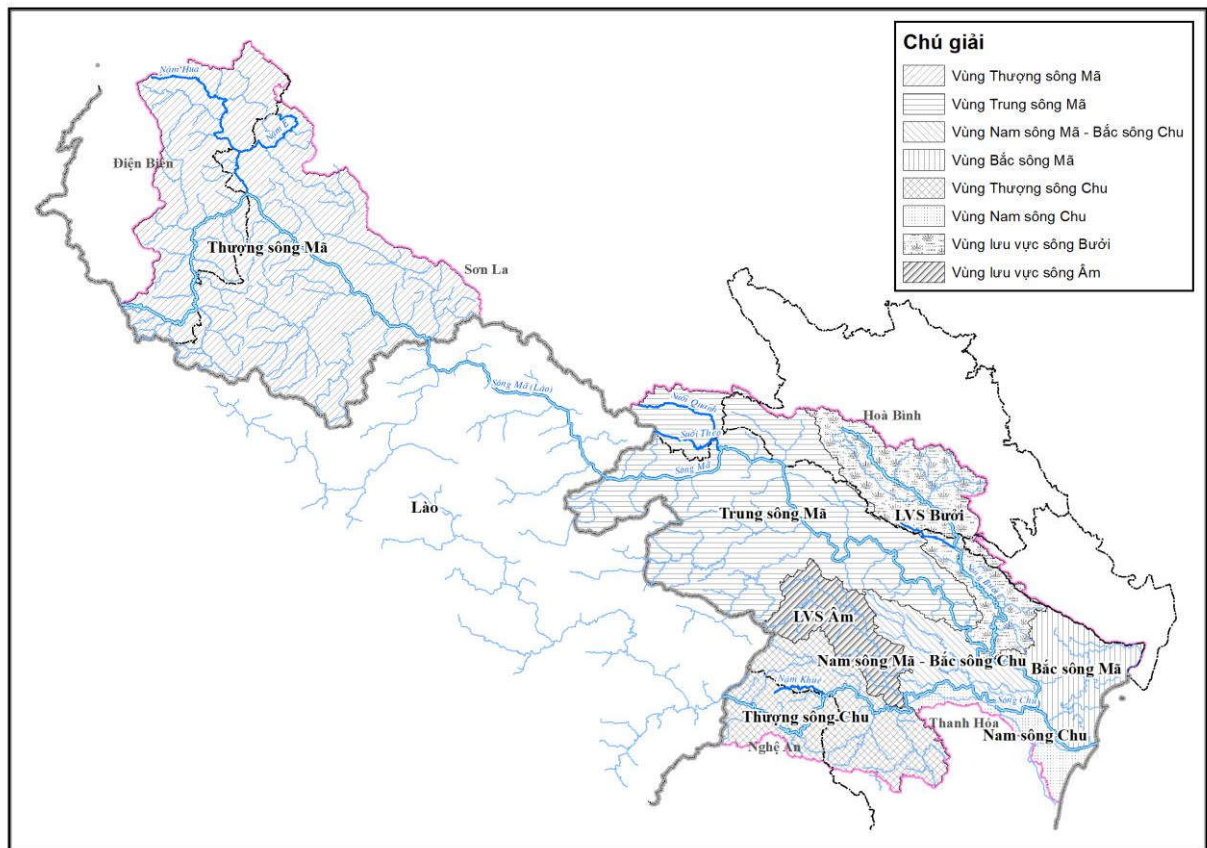 Chú giải
Vùng Thượng sông Mã
Vùng Trung sông Mã
Vùng Nam sông Mã - Bắc sông Chu
Vùng Bắc sông Mã
Vùng Thượng sông Chu
Vùng Nam sông Chu
Vùng lưu vực sông Bưởi
Vùng lưu vực sông Âm
Điện Biên
Thượng sông Mã
Sơn La
Sông Mã (Lào)
Suối Quanh
Hoà Bình
Sông Mã
Lào
Trung sông Mã
LVS Bưởi
LVS Âm
Nam sông Mã - Bắc sông Chu
Bắc sông Mã
Nậm Khuê
Sông Chu
Thượng sông Chu
Thanh Hóa
Nam sông Chu
Nghệ An